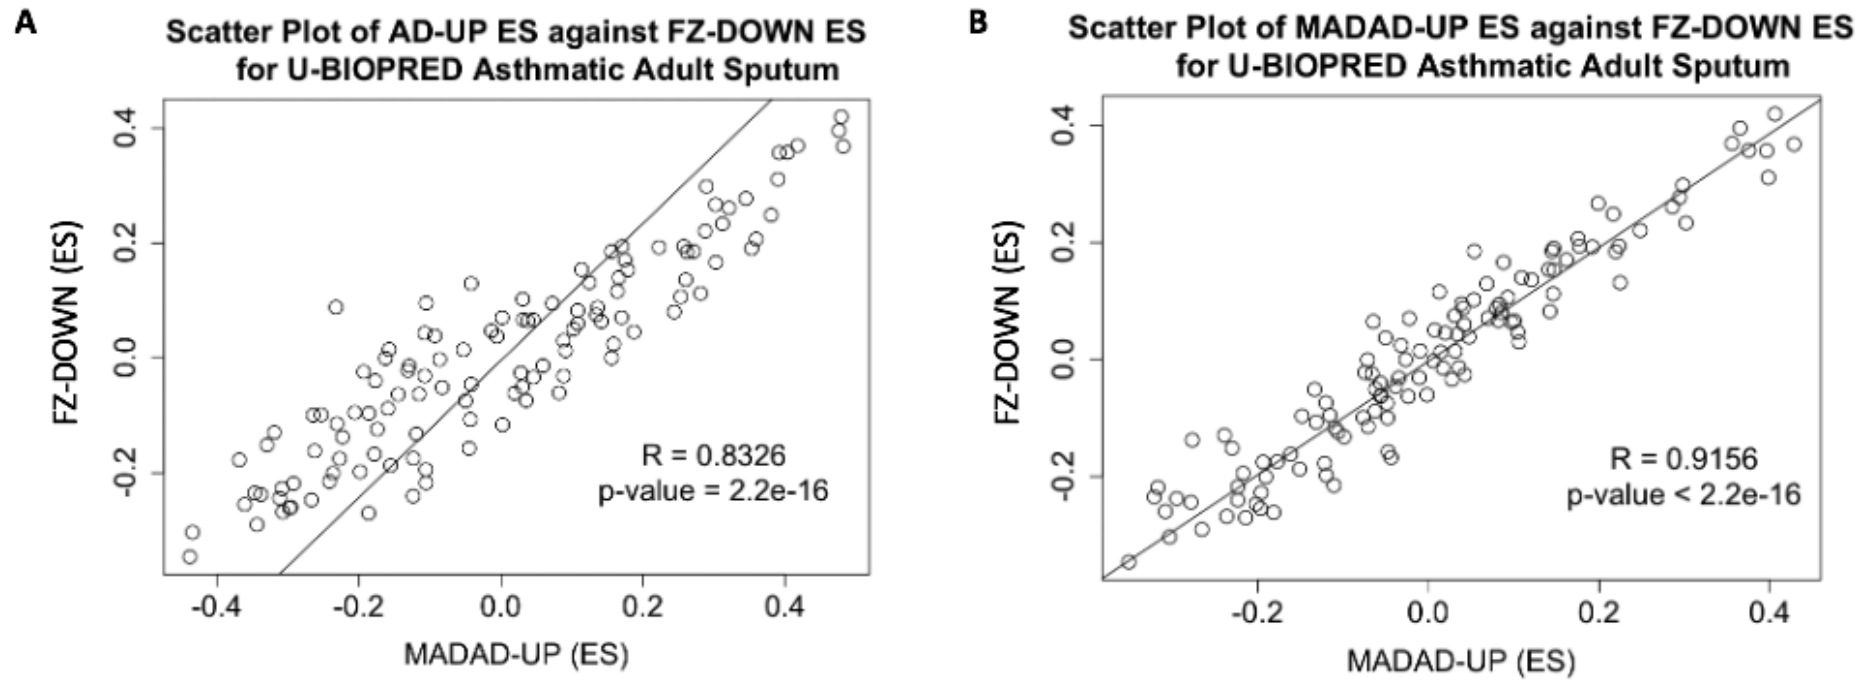 A
Scatter Plot of AD-UP ES against FZ-DOWN ES
for U-BIOPRED Asthmatic Adult Sputum
FZ-DOWN (ES)
0.4
0.2
0.0
-0.2
R = 0.8326
p-value = 2.2e-16
-0.4 -0.2 0.0 0.2 0.4
MADAD-UP (ES)
B
Scatter Plot of MADAD-UP ES against FZ-DOWN ES
for U-BIOPRED Asthmatic Adult Sputum
FZ-DOWN (ES)
0.4
0.2
0.0
-0.2
R = 0.9156
p-value < 2.2e-16
-0.2 0.0 0.2 0.4
MADAD-UP (ES)